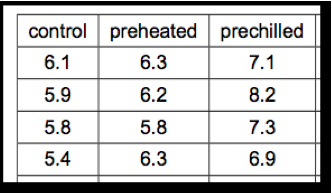 control preheated prechilled
6.1 6.3 7.1
5.9 6.2 8.2
5.8 5.8 7.3
5.4 6.3 6.9